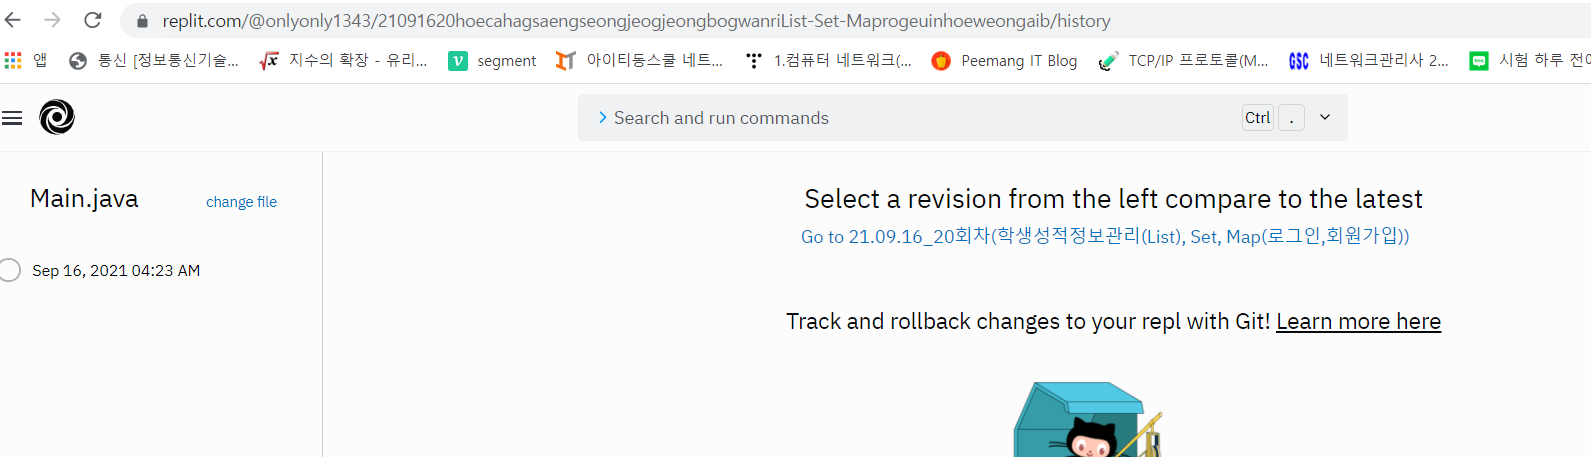 replit.com/@onlyonly1343/21091620hoecahagsaengseongjeogjeongbogwanriList-Set-Maprogeuinhoeweongaib/history
앱 통신 [정보통신기술... 지수의 확장 - 유리... segment 아이티동스쿨 네트... 1.컴퓨터 네트워크(... Peemang IT Blog TCP/IP 프로토콜(M... 네트워크관리사 2... 시험 하루 전에
Search and run commands Ctrl .
Main.java change file
Select a revision from the left compare to the latest
Go to 21.09.16_20회차(학생성적정보관리(List), Set, Map(로그인,회원가입))
Sep 16, 2021 04:23 AM
Track and rollback changes to your repl with Git! Learn more here